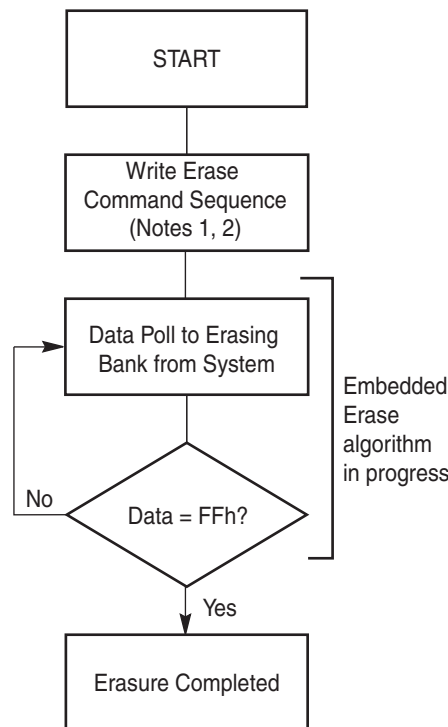 START
Write Erase
Command Sequence
(Notes 1, 2)
Data Poll to Erasing
Bank from System
Embedded
Erase
algorithm
in progress
Data = FFh?
No
Yes
Erasure Completed